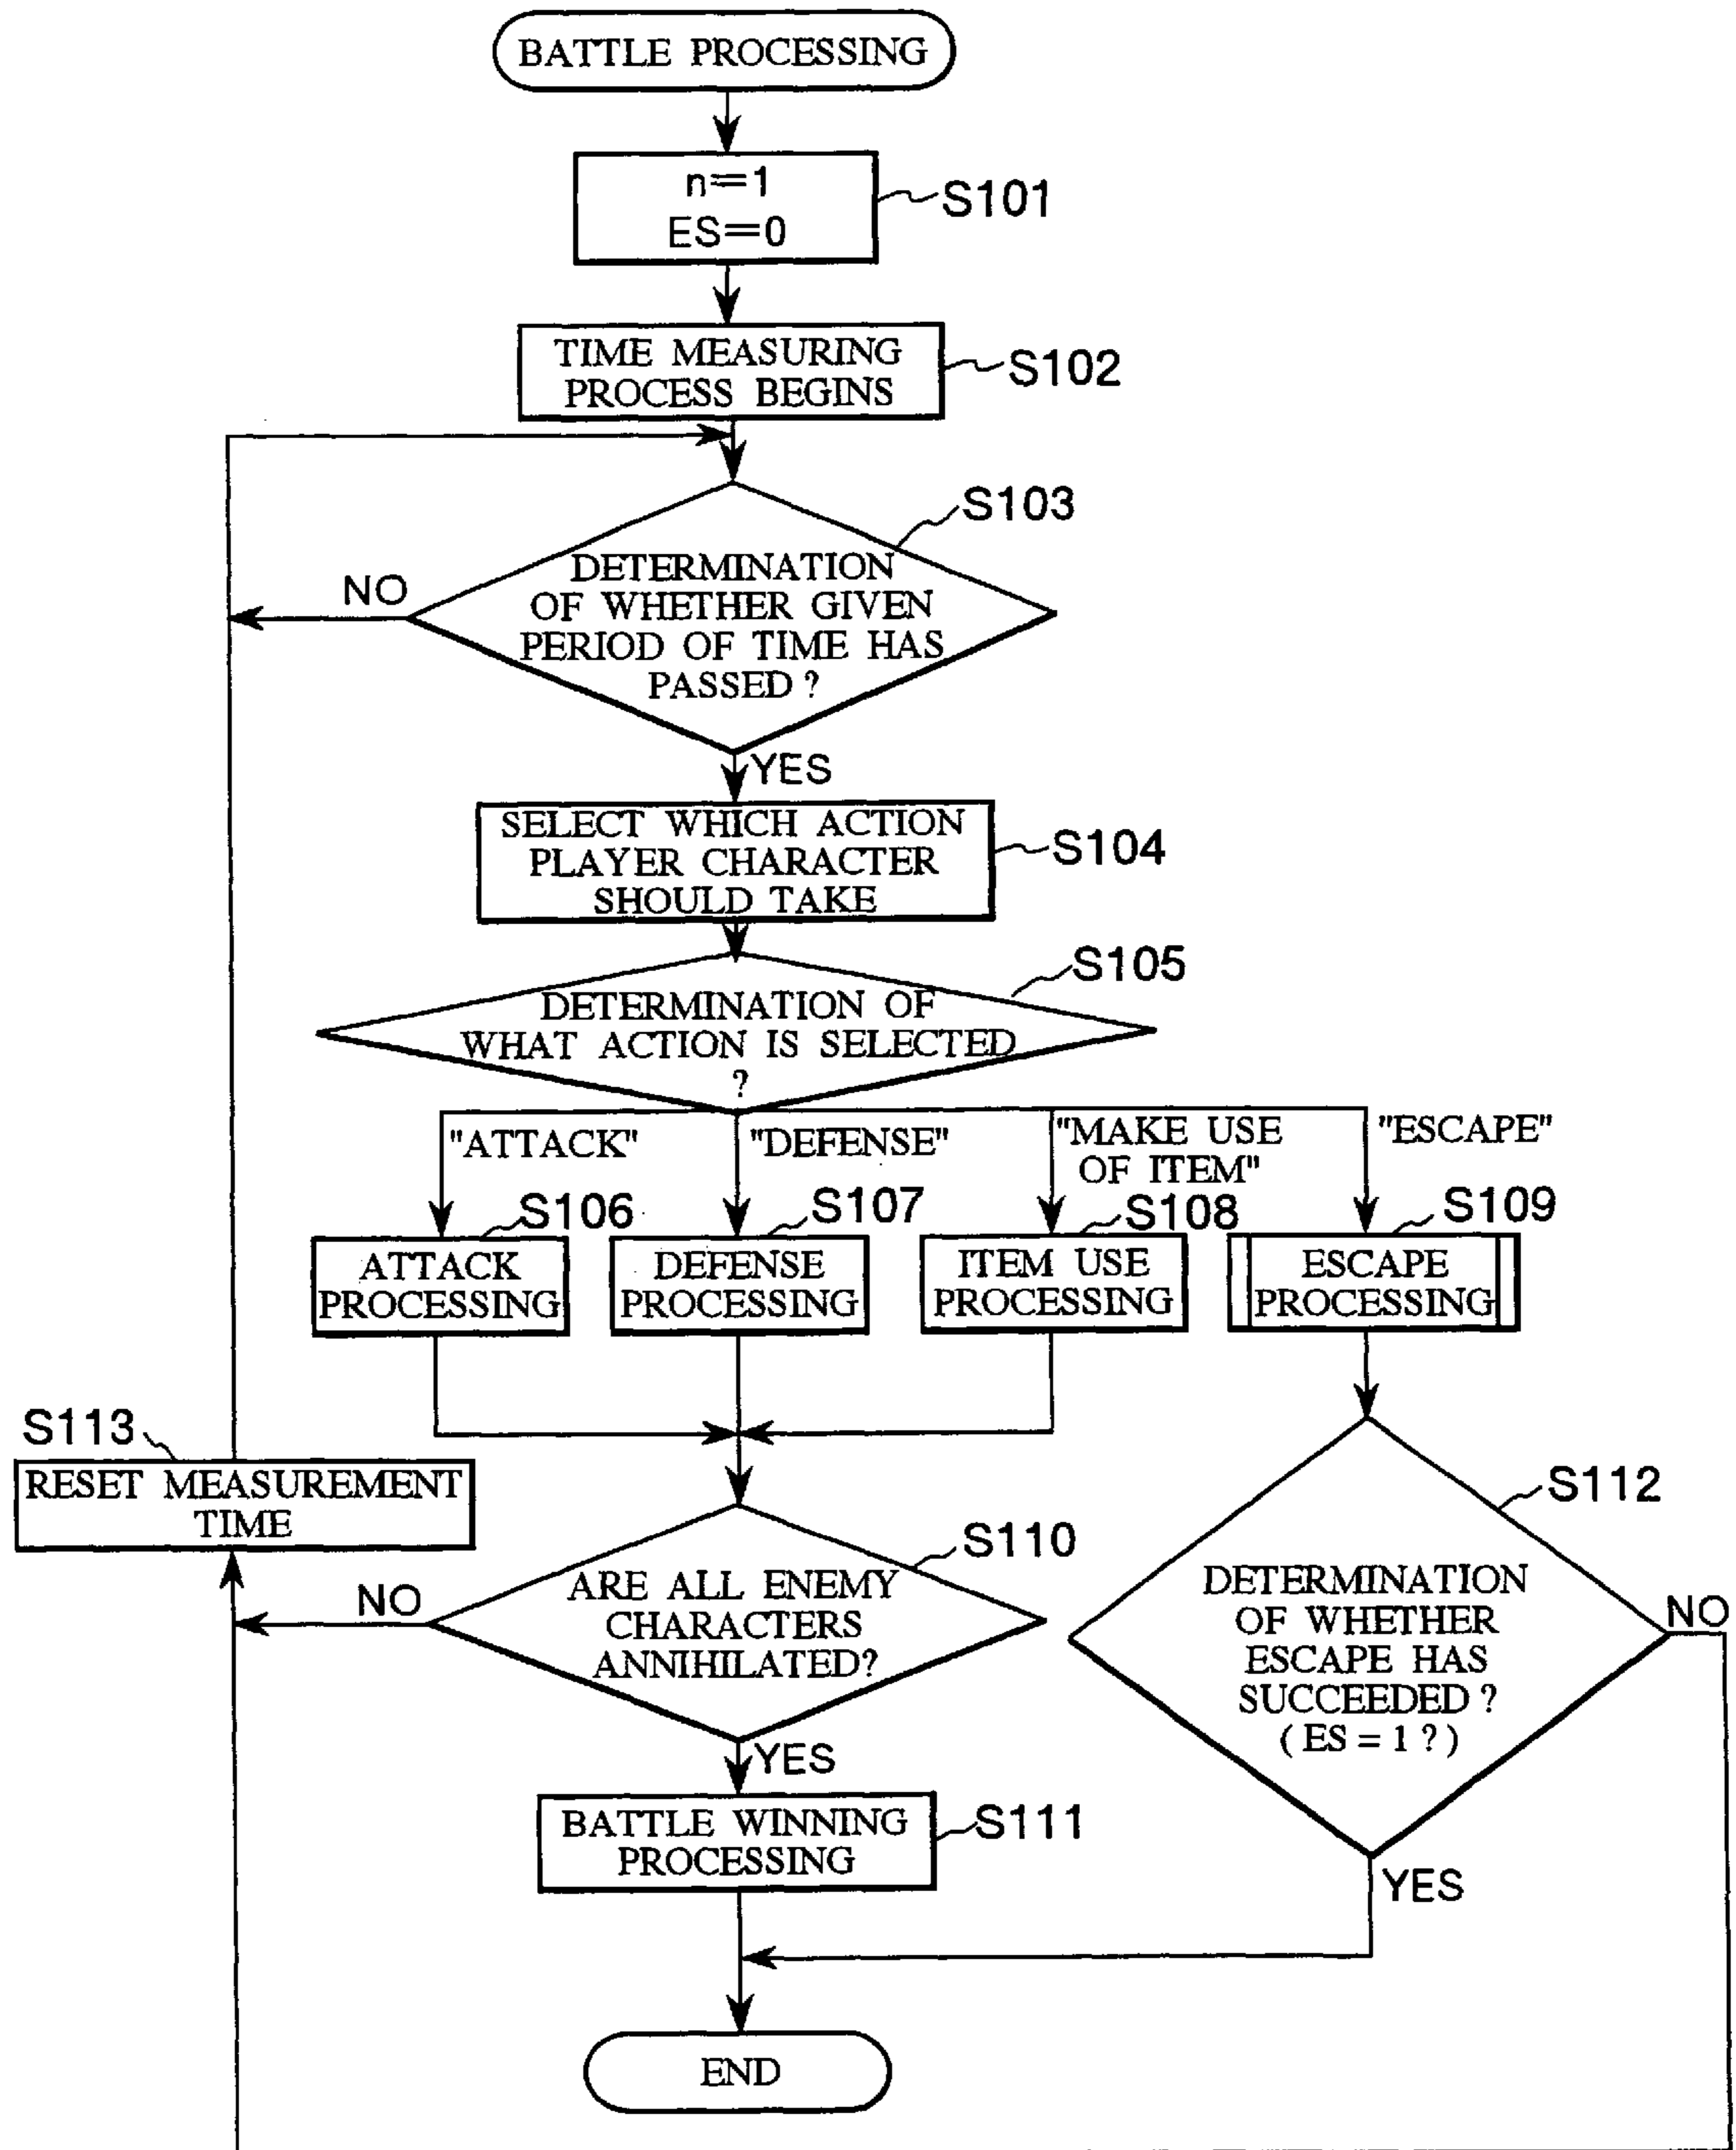 BATTLE PROCESSING
n=1
ES=0
S101
TIME MEASURING
PROCESS BEGINS
S102
S103
DETERMINATION
OF WHETHER GIVEN
PERIOD OF TIME HAS
PASSED ?
NO
YES
SELECT WHICH ACTION
PLAYER CHARACTER
SHOULD TAKE
S104
S105
DETERMINATION OF
WHAT ACTION IS SELECTED
?
"ATTACK"
"DEFENSE"
"MAKE USE
OF ITEM"
"ESCAPE"
S106
S107
S108
S109
ATTACK
PROCESSING
DEFENSE
PROCESSING
ITEM USE
PROCESSING
ESCAPE
PROCESSING
S113
RESET MEASUREMENT
TIME
S110
NO
ARE ALL ENEMY
CHARACTERS
ANNIHILATED?
YES
S112
DETERMINATION
OF WHETHER
ESCAPE HAS
SUCCEEDED ?
( ES = 1 ? )
NO
YES
BATTLE WINNING
PROCESSING
S111
END